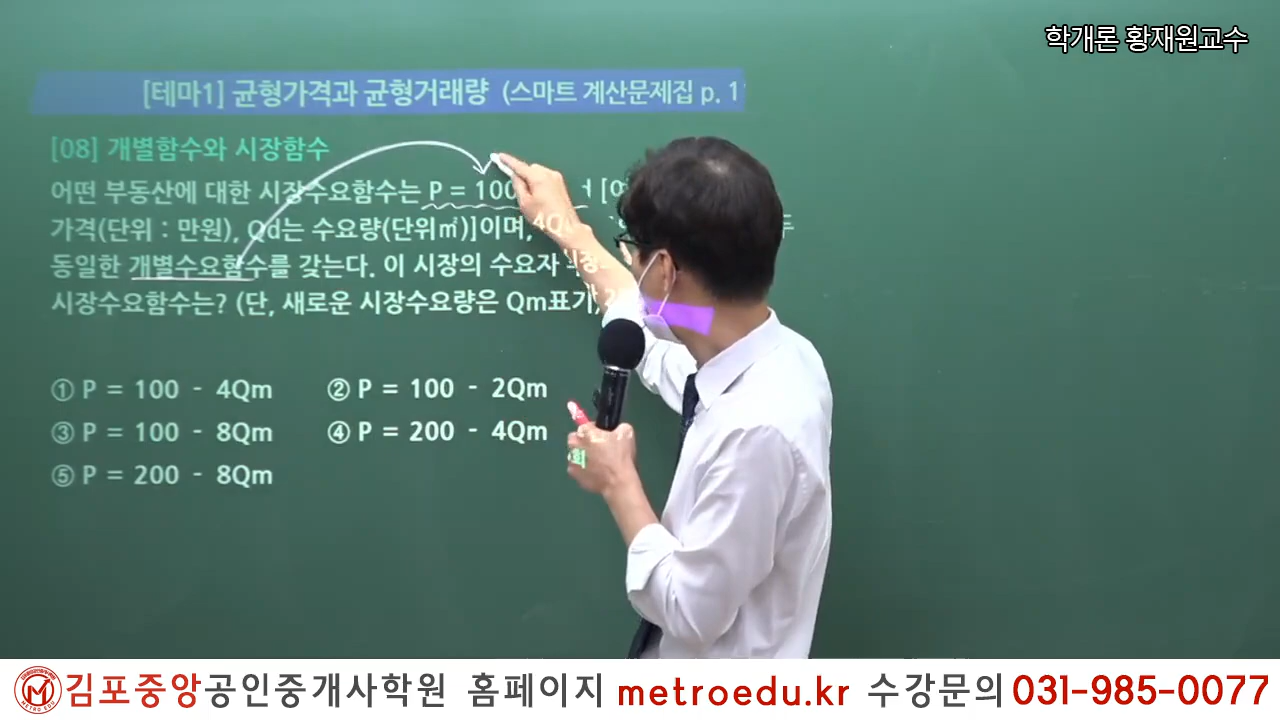 학개론 황재원교수
[테마1] 균형가격과 균형거래량 (스마트 계산문제집 p. 1
[08] 개별함수와 시장함수
어떤 부동산에 대한 시장수요함수는 P = 100
가격(단위 : 만원), Qd는 수요량(단위㎡)]이며,
동일한 개별수요함수를 갖는다. 이 시장의 수요자
시장수요함수는? (단, 새로운 시장수요량은 Qm표기,
① P = 100 - 4Qm ② P = 100 - 2Qm
③ P = 100 - 8Qm ④ P = 200 - 4Qm
⑤ P = 200 - 8Qm
김포중앙공인중개사학원 홈페이지 metroedu.kr 수강문의 031-985-0077